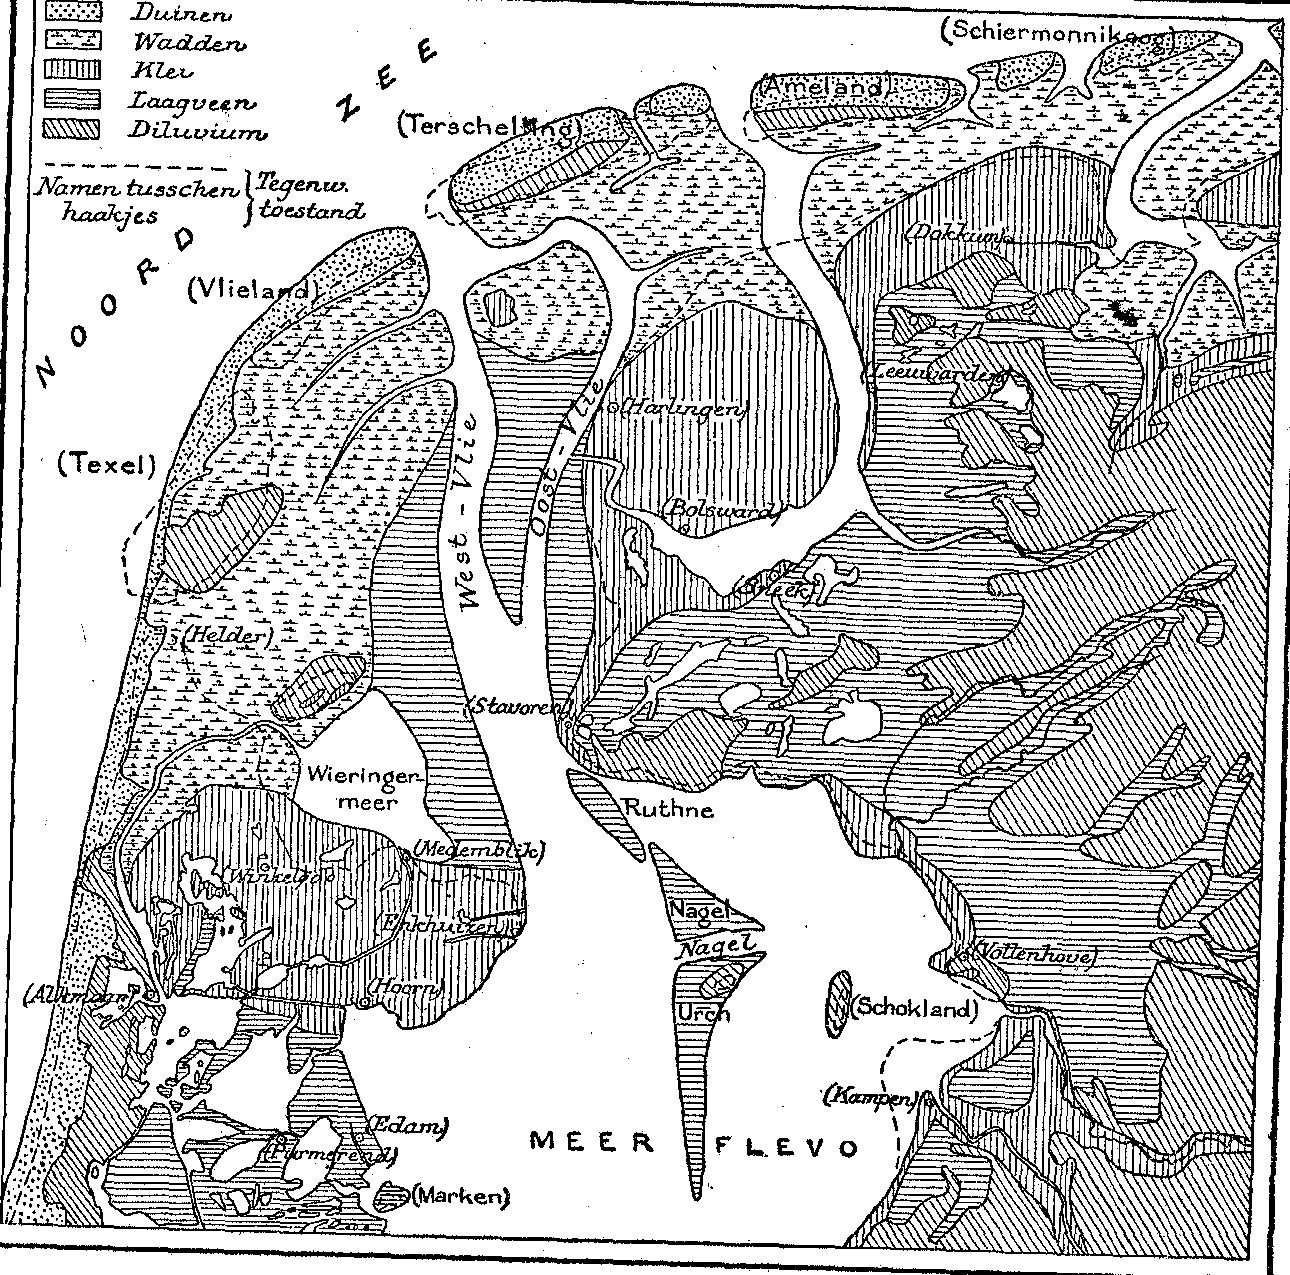 Duinen
Wadden
Klei
Laagveen
Diluvium
Namen tusschen haakjes } Tegenw. toestand
NOORD ZEE
(Schiermonnikoog)
(Ameland)
(Terschelling)
(Vlieland)
(Texel)
(Dokkum)
(Leeuwarden)
(Harlingen)
West-Vlie
Oost-Vlie
(Bolsward)
(Sneek)
(Helder)
(Stavoren)
Wieringer-
meer
Ruthne
(Medemblik)
(Winkel)
Nagel
(Enkhuizen)
Nagel
(Vollenhove)
(Alkmaar)
(Hoorn)
Urch
(Schokland)
(Kampen)
(Edam)
MEER FLEVO
(Purmerend)
(Marken)